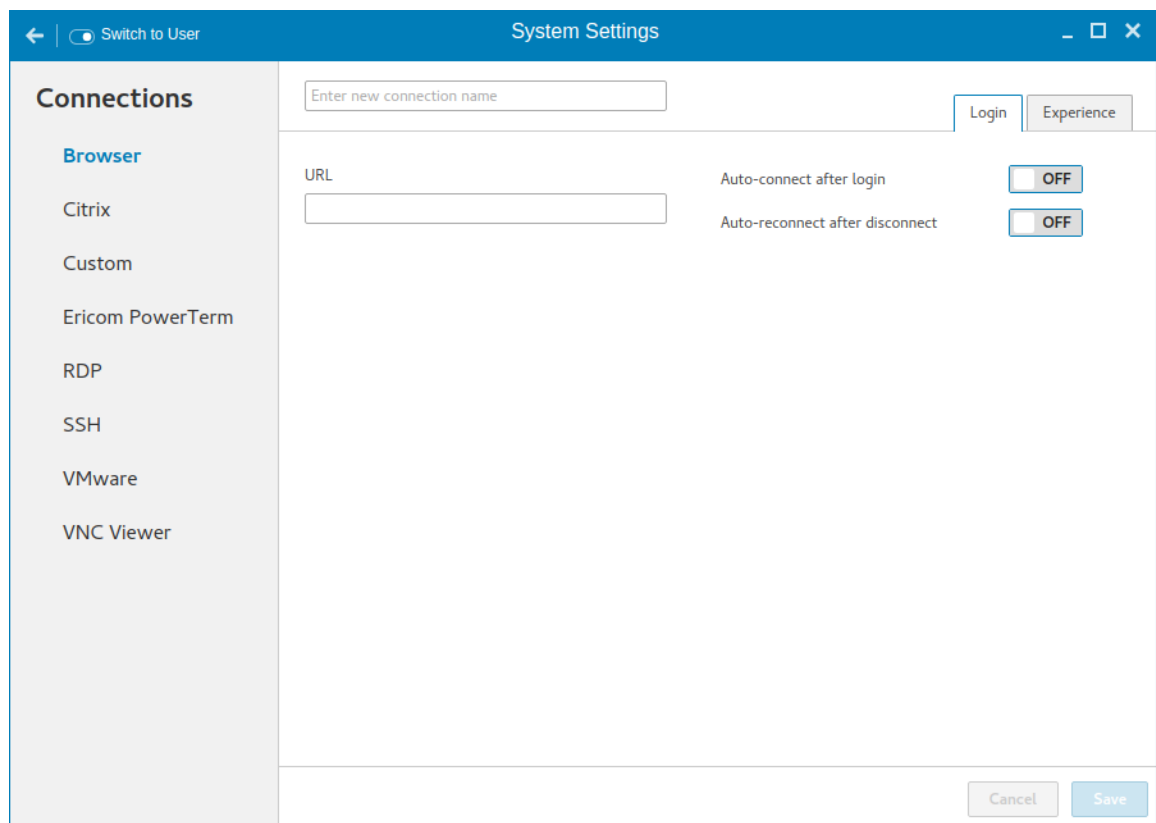 Switch to User
System Settings
Connections
Enter new connection name
Login
Experience
Browser
URL
Auto-connect after login
OFF
Citrix
Auto-reconnect after disconnect
OFF
Custom
Ericom PowerTerm
RDP
SSH
VMware
VNC Viewer
Cancel
Save